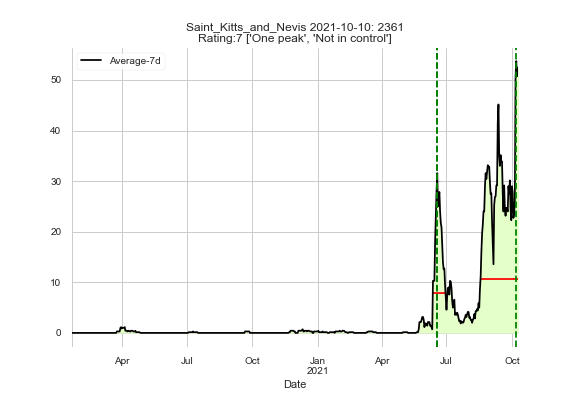 Saint_Kitts_and_Nevis 2021-10-10: 2361
Rating:7 ['One peak', 'Not in control']
Average-7d
50
40
30
20
10
0
Apr
Jul
Oct
Jan
2021
Apr
Jul
Oct
Date